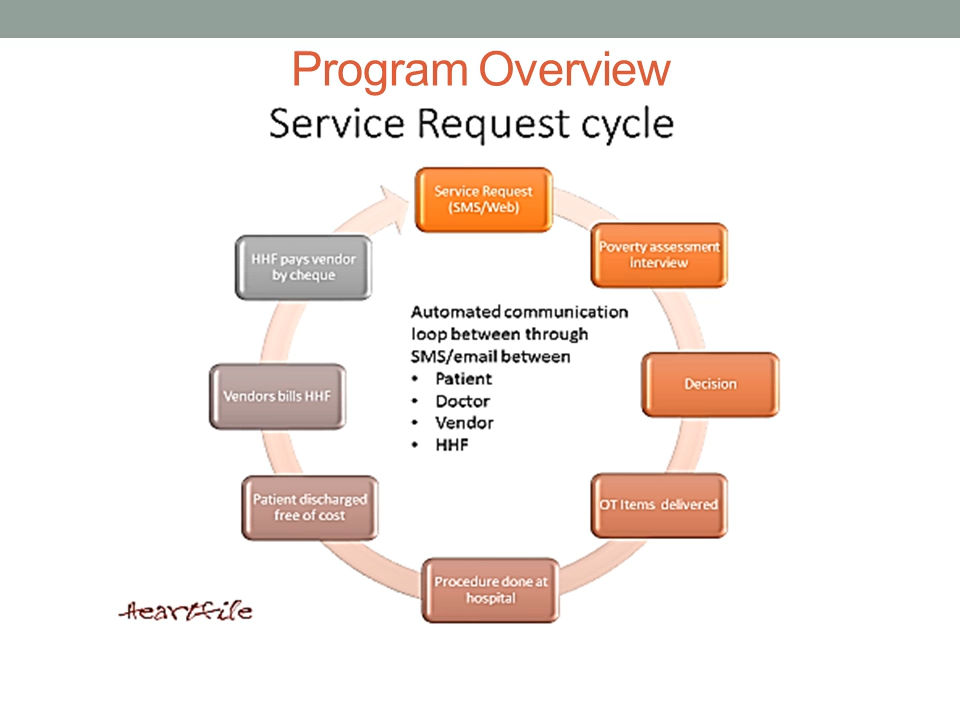 Program Overview
Service Request cycle
Service Request
(SMS/Web)
Poverty assessment
interview
Decision
OT Items delivered
Procedure done at
hospital
Patient discharged
free of cost
Vendors bills HHF
HHF pays vendor
by cheque
Automated communication
loop between through
SMS/email between
• Patient
• Doctor
• Vendor
• HHF
Heartfile